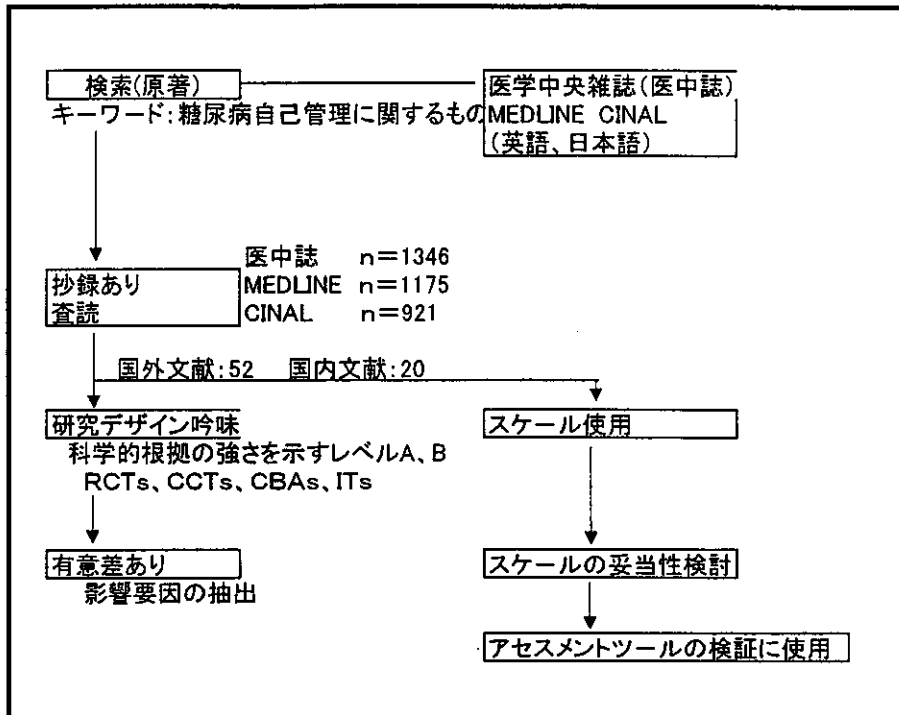 検索(原著)
キーワード:糖尿病自己管理に関するもの
医学中央雑誌(医中誌)
MEDLINE CINAL
(英語、日本語)
抄録あり
査読
医中誌 n=1346
MEDLINE n=1175
CINAL n=921
国外文献:52 国内文献:20
研究デザイン吟味
科学的根拠の強さを示すレベルA、B
RCTs、CCTs、CBAs、ITs
有意差あり
影響要因の抽出
スケール使用
スケールの妥当性検討
アセスメントツールの検証に使用